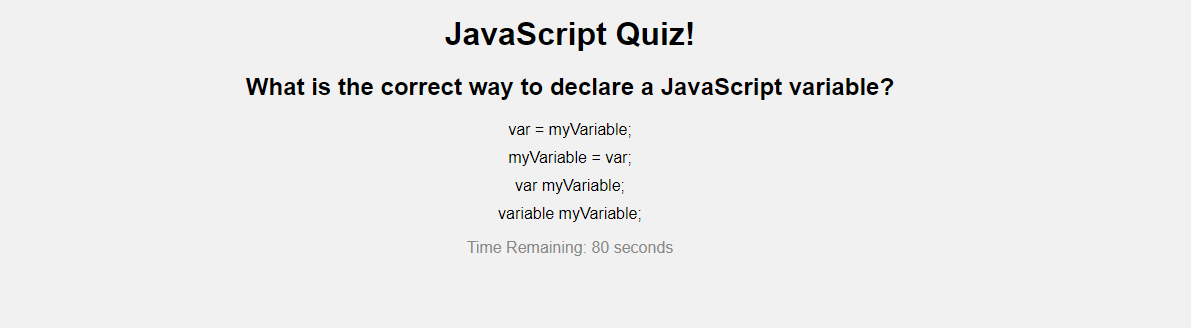 JavaScript Quiz!
What is the correct way to declare a JavaScript variable?
var = myVariable;
myVariable = var;
var myVariable;
variable myVariable;
Time Remaining: 80 seconds